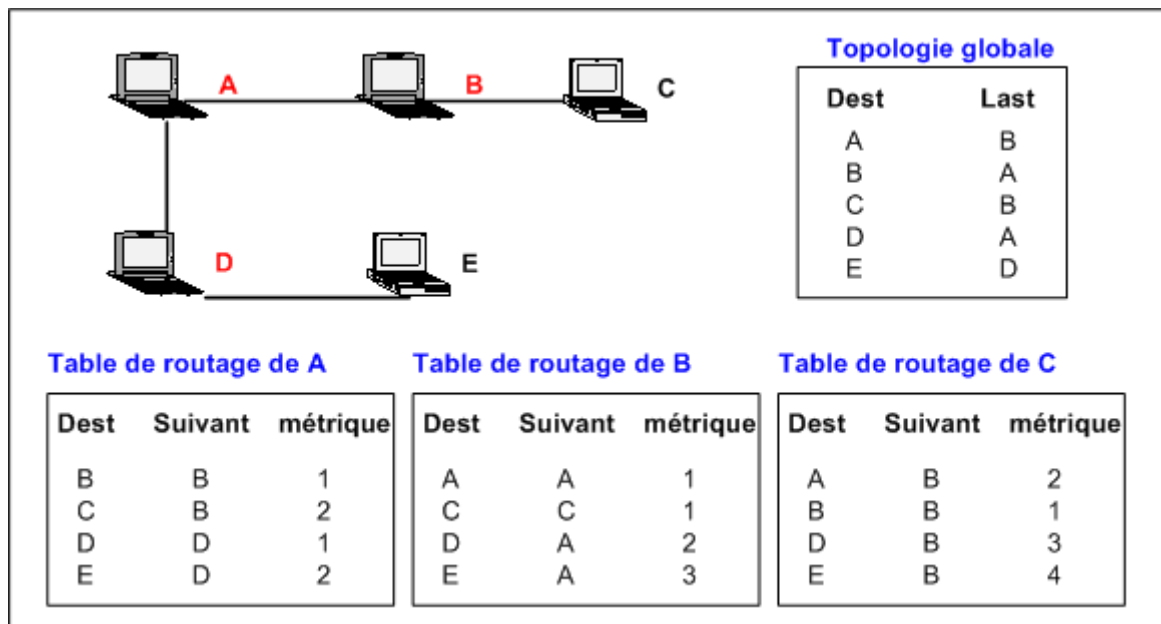 A
B
C
D
E
Topologie globale
Dest Last
A B
B A
C B
D A
E D
Table de routage de A
Dest Suivant métrique
B B 1
C B 2
D D 1
E D 2
Table de routage de B
Dest Suivant métrique
A A 1
C C 1
D A 2
E A 3
Table de routage de C
Dest Suivant métrique
A B 2
B B 1
D B 3
E B 4